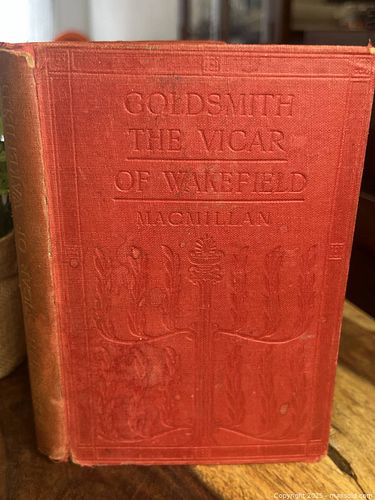 GOLDSMITH
THE VICAR
OF WAKEFIELD
MACMILLAN
Copyright 2025 - maxsold.com